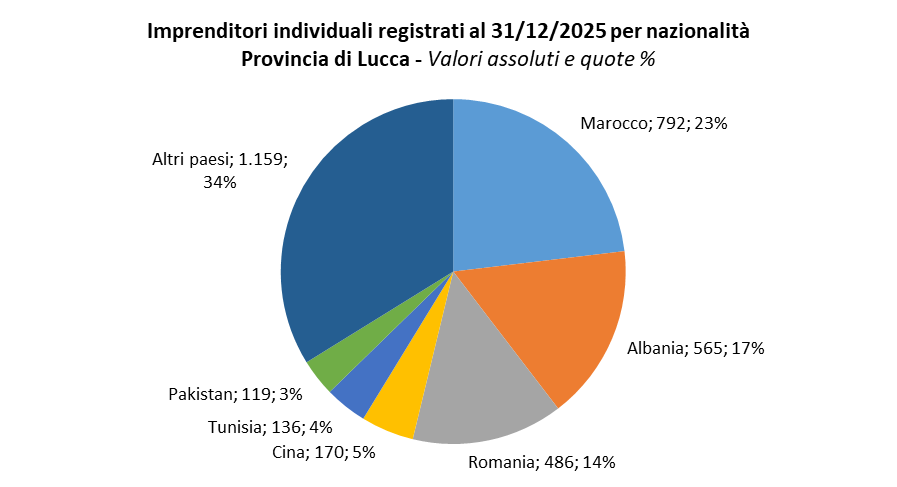 Imprenditori individuali registrati al 31/12/2025 per nazionalità
Provincia di Lucca - Valori assoluti e quote %
Marocco; 792; 23%
Altri paesi; 1.159;
34%
Albania; 565; 17%
Pakistan; 119; 3%
Tunisia; 136; 4%
Cina; 170; 5%
Romania; 486; 14%